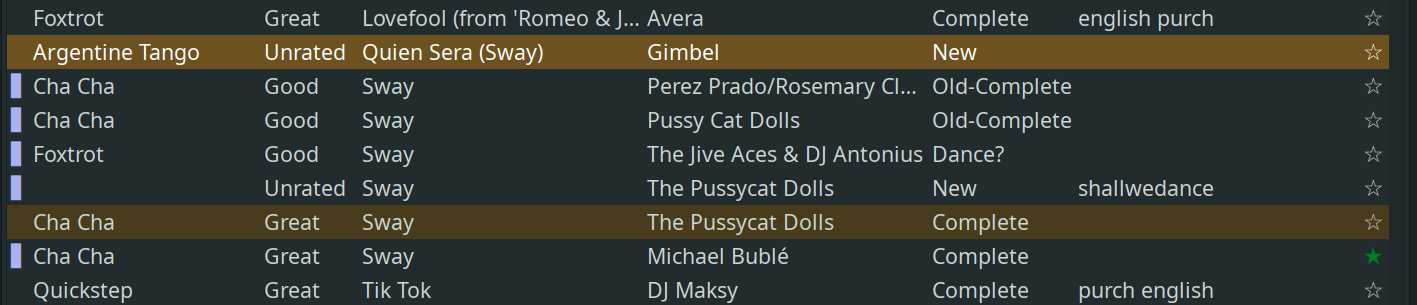 Foxtrot Great Lovefool (from 'Romeo & J... Avera Complete english purch ☆
Argentine Tango Unrated Quien Sera (Sway) Gimbel New ☆
Cha Cha Good Sway Perez Prado/Rosemary Cl... Old-Complete ☆
Cha Cha Good Sway Pussy Cat Dolls Old-Complete ☆
Foxtrot Good Sway The Jive Aces & DJ Antonius Dance? ☆
Unrated Sway The Pussycat Dolls New shallwedance ☆
Cha Cha Great Sway The Pussycat Dolls Complete ☆
Cha Cha Great Sway Michael Bublé Complete ★
Quickstep Great Tik Tok DJ Maksy Complete purch english ☆